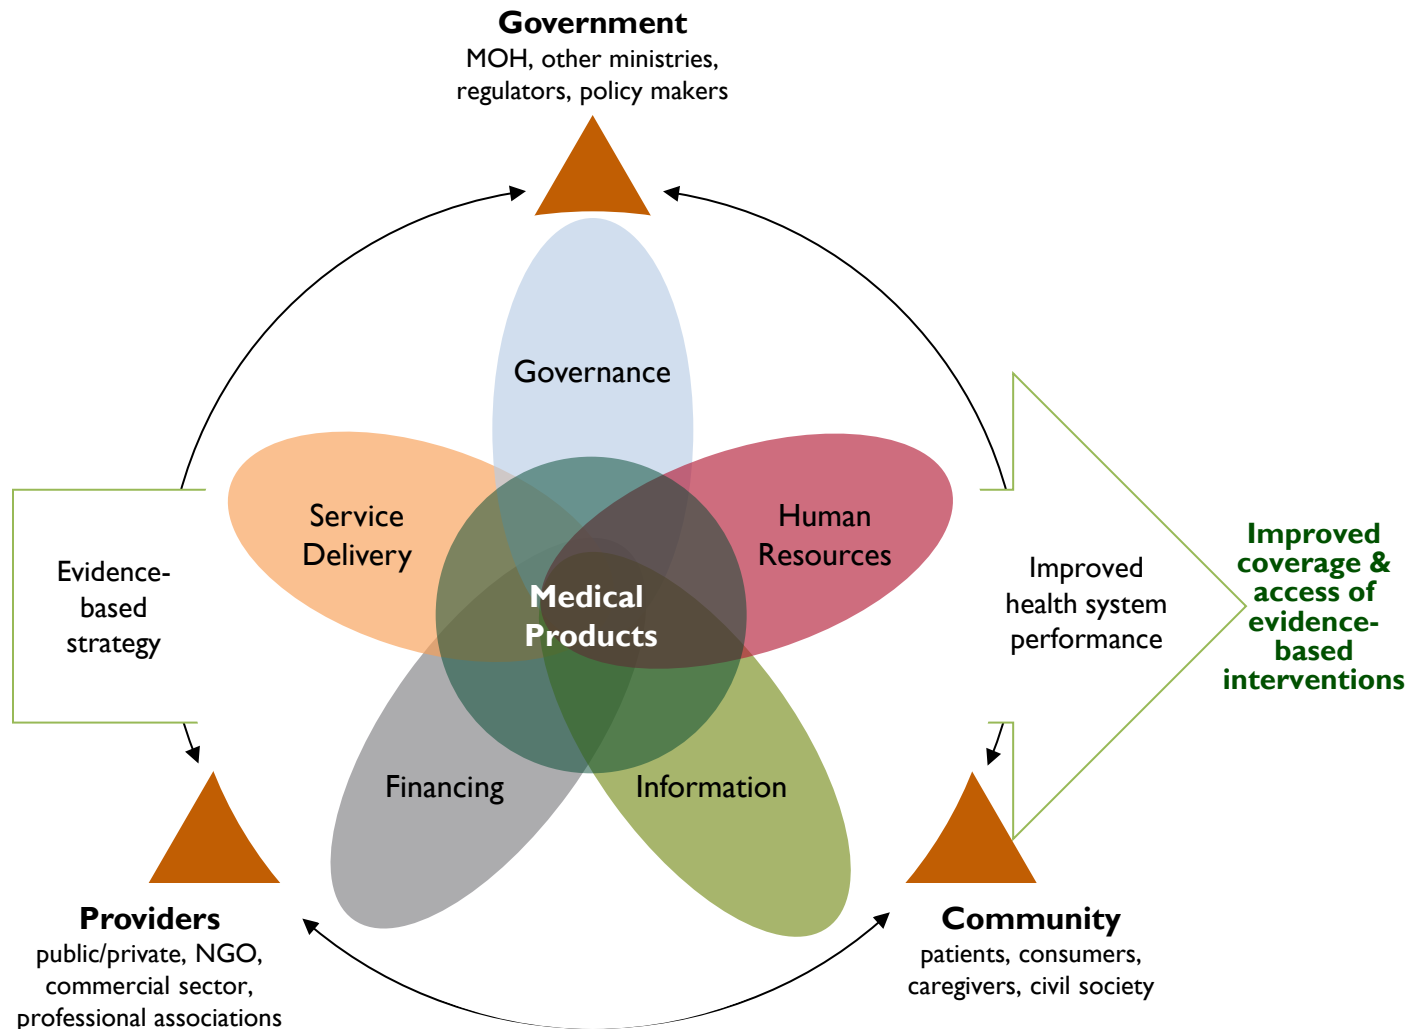 Government
MOH, other ministries,
regulators, policy makers
Governance
Service
Delivery
Human
Resources
Evidence-
based
strategy
Medical
Products
Improved
health system
performance
Improved
coverage &
access of
evidence-
based
interventions
Financing
Information
Providers
public/private, NGO,
commercial sector,
professional associations
Community
patients, consumers,
caregivers, civil society